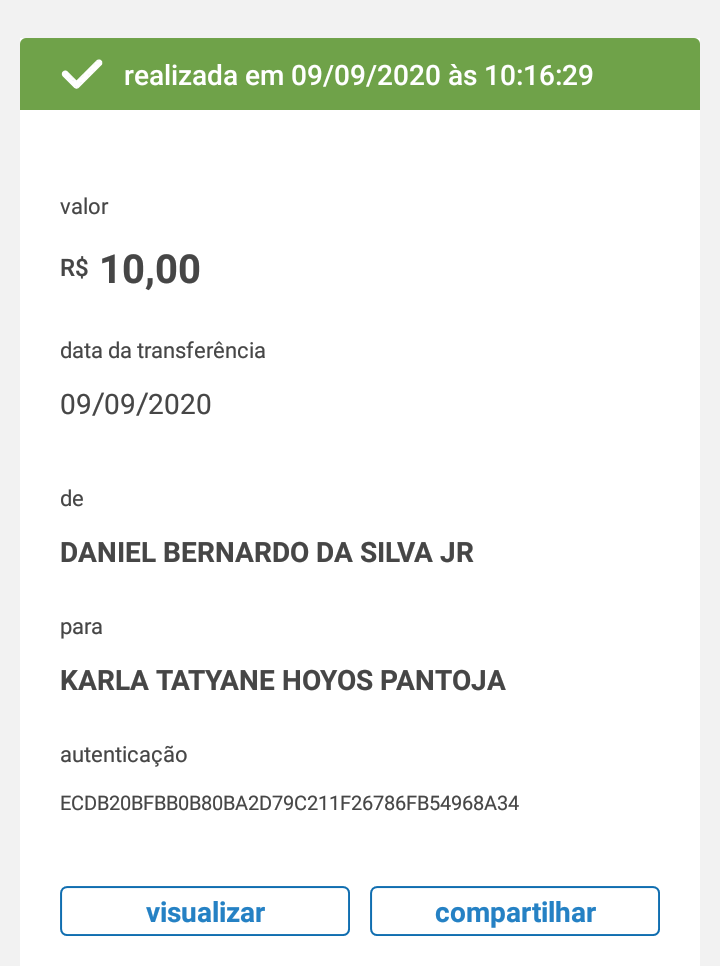 realizada em 09/09/2020 às 10:16:29
valor
R$ 10,00
data da transferência
09/09/2020
de
DANIEL BERNARDO DA SILVA JR
para
KARLA TATYANE HOYOS PANTOJA
autenticação
ECDB20BFBB0B80BA2D79C211F26786FB54968A34
visualizar compartilhar